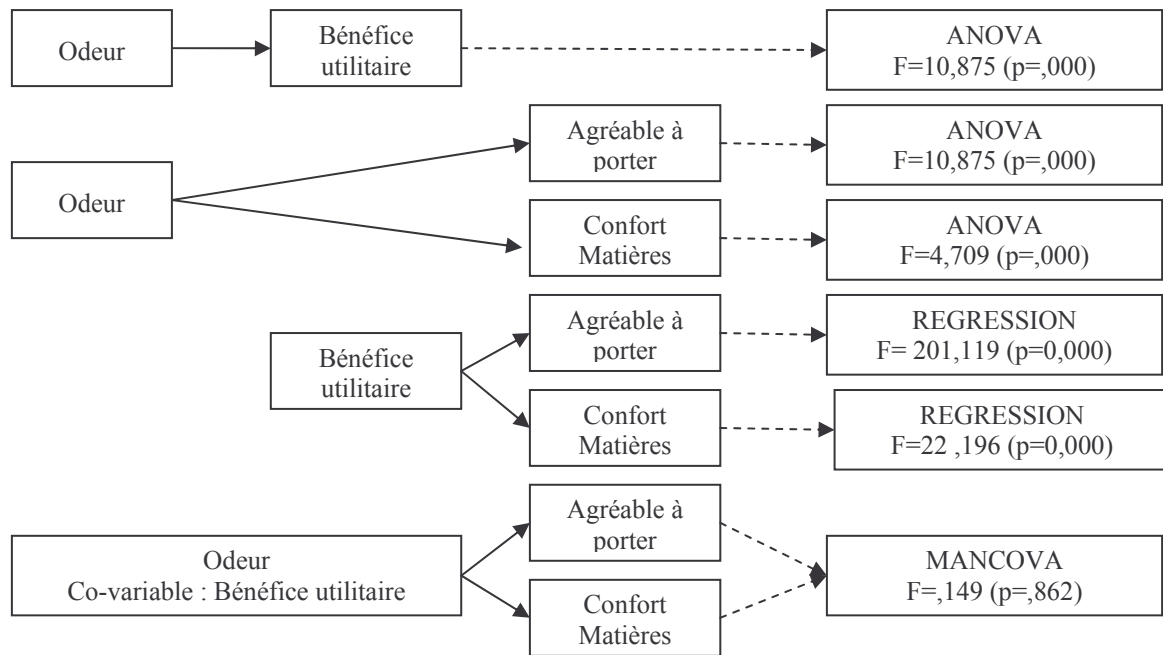 Odeur
Bénéfice
utilitaire
ANOVA
F=10,875 (p=,000)
Odeur
Agréable à
porter
ANOVA
F=10,875 (p=,000)
Confort
Matières
ANOVA
F=4,709 (p=,000)
Bénéfice
utilitaire
Agréable à
porter
REGRESSION
F= 201,119 (p=0,000)
Confort
Matières
REGRESSION
F=22 ,196 (p=0,000)
Odeur
Co-variable : Bénéfice utilitaire
Agréable à
porter
Confort
Matières
MANCOVA
F=,149 (p=,862)